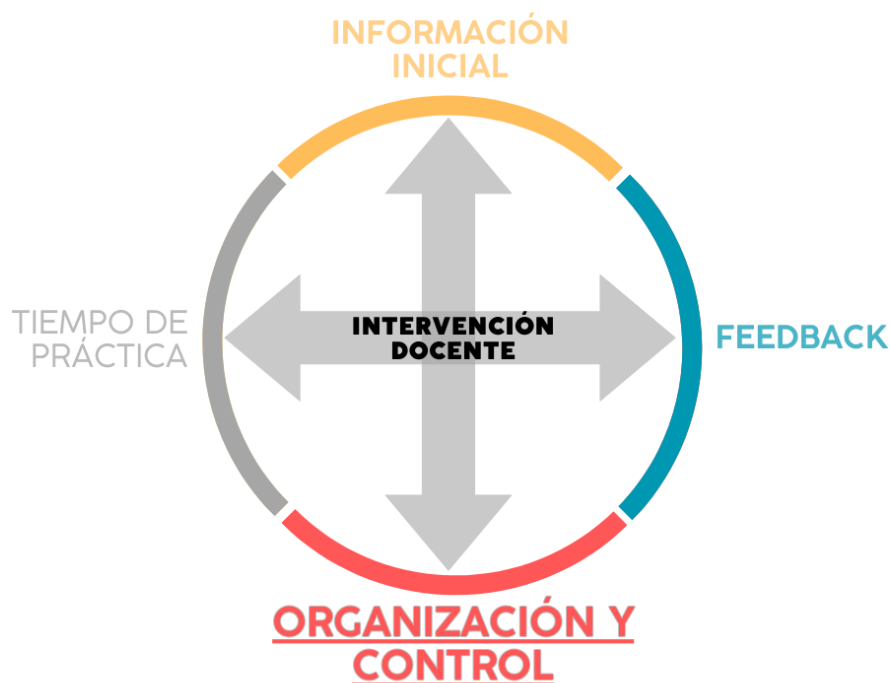 INFORMACIÓN
INICIAL
TIEMPO DE
PRÁCTICA
INTERVENCIÓN
DOCENTE
FEEDBACK
ORGANIZACIÓN Y
CONTROL